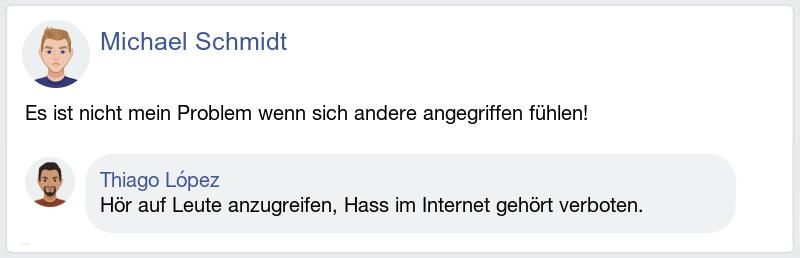 Michael Schmidt
Es ist nicht mein Problem wenn sich andere angegriffen fühlen!
Thiago López
Hör auf Leute anzugreifen, Hass im Internet gehört verboten.